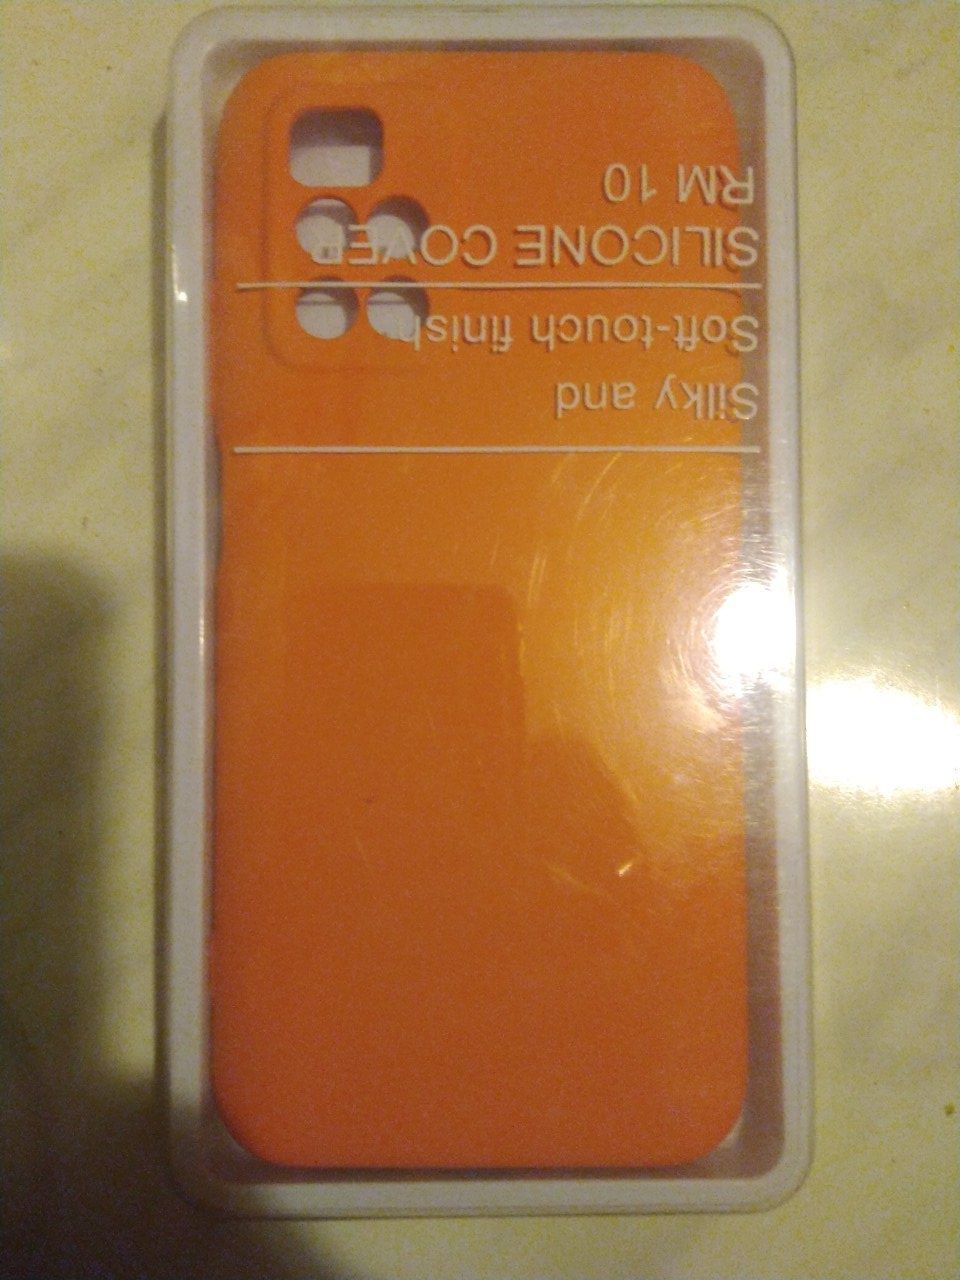 Silky and
Soft-touch finish
SILICONE COVER
RM 10